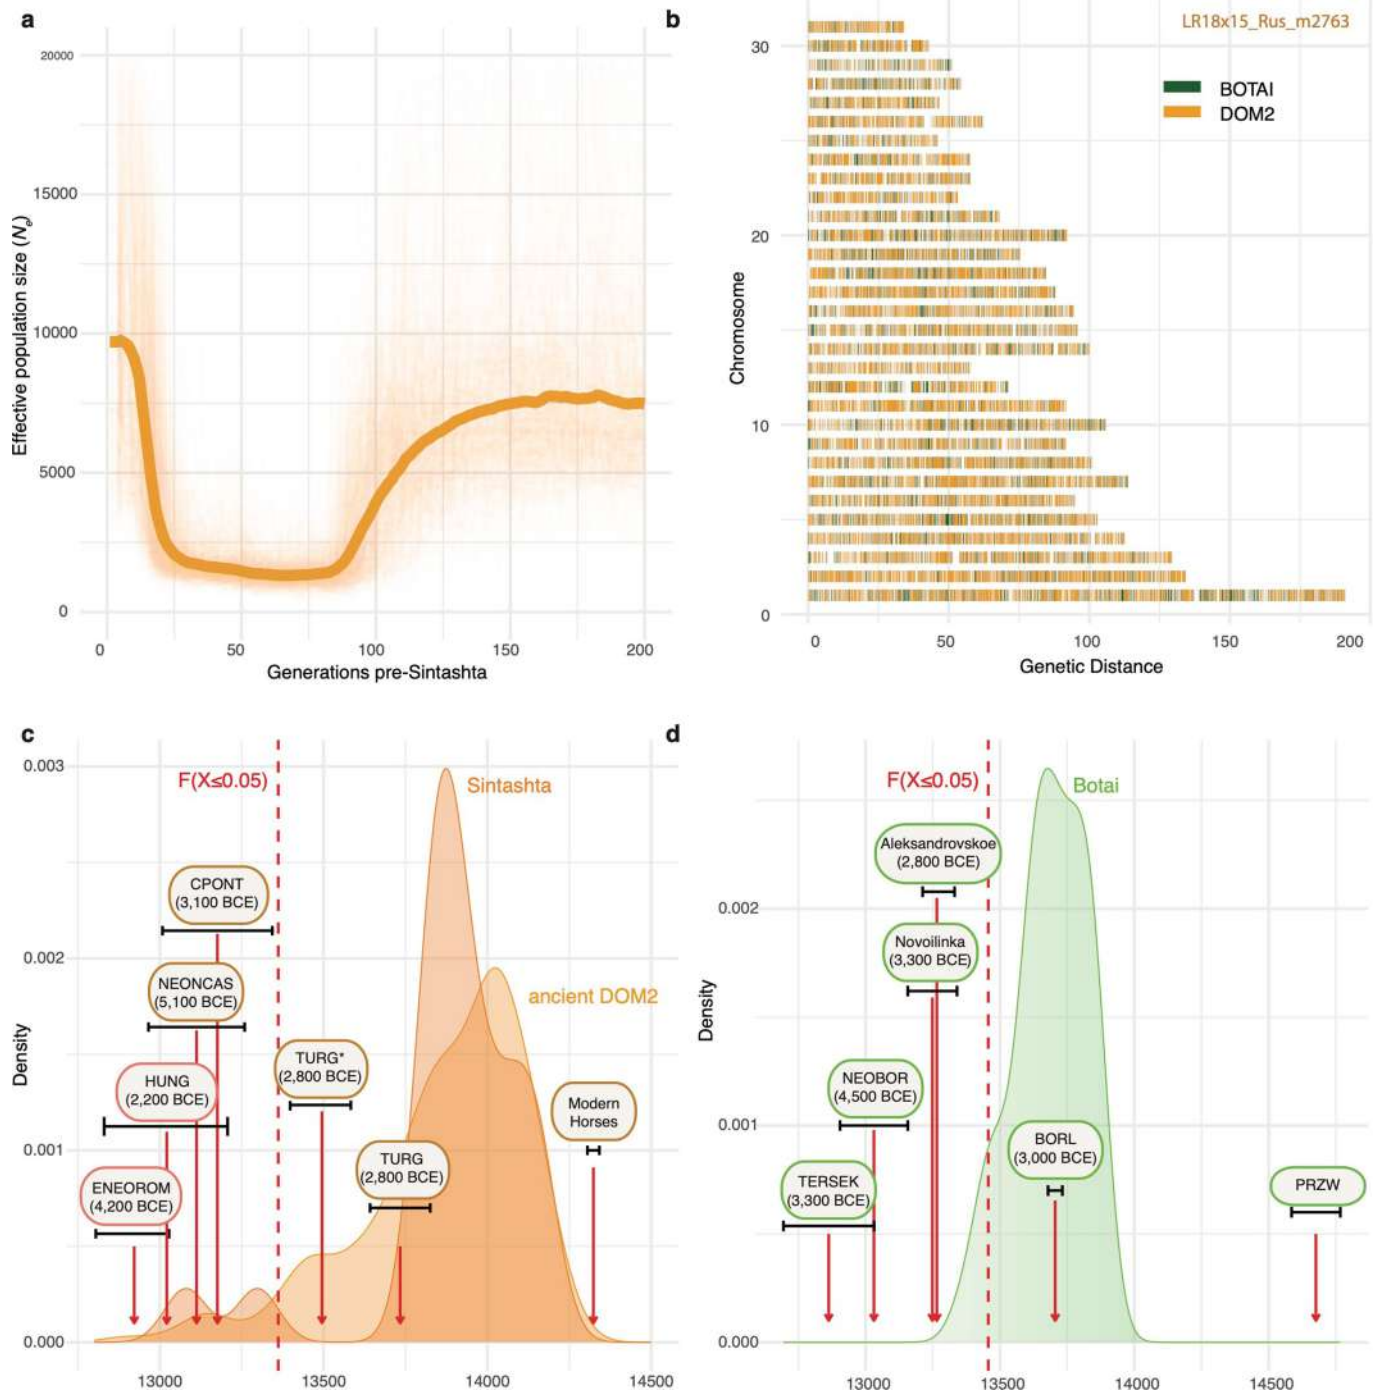 a
20000
15000
10000
5000
0
Effective population size (Ne)
0 50 100 150 200
Generations pre-Sintashta
b
LR18x15_Rus_m2763
BOTAI
DOM2
30
20
10
0
Chromosome
0 50 100 150 200
Genetic Distance
c
F(X≤0.05)
Sintashta
ancient DOM2
CPONT
(3,100 BCE)
NEONCAS
(5,100 BCE)
HUNG
(2,200 BCE)
ENEOROM
(4,200 BCE)
TURG*
(2,800 BCE)
TURG
(2,800 BCE)
Modern
Horses
0.003
0.002
0.001
0.000
Density
13000 13500 14000 14500
d
F(X≤0.05)
Botai
Aleksandrovskoe
(2,800 BCE)
Novoilinka
(3,300 BCE)
NEOBOR
(4,500 BCE)
TERSEK
(3,300 BCE)
BORL
(3,000 BCE)
PRZW
0.002
0.001
0.000
Density
13000 13500 14000 14500